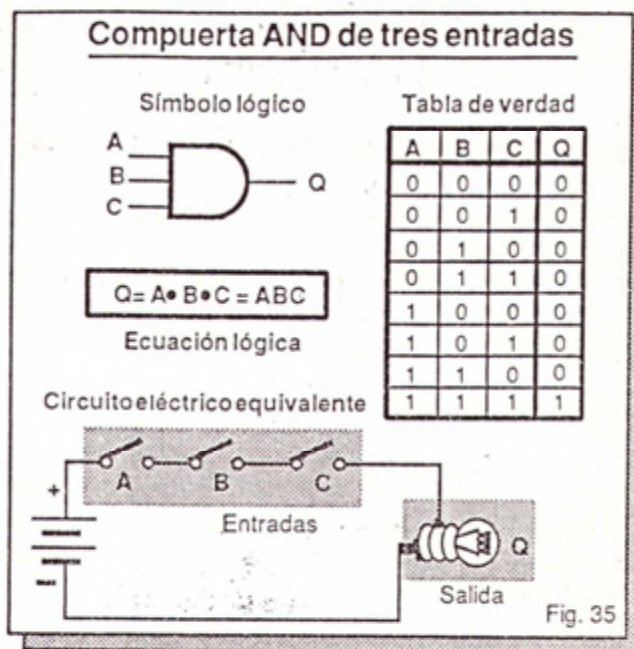 Compuerta AND de tres entradas
Símbolo lógico
A
B
C
Q
Q= A• B•C = ABC
Ecuación lógica
Tabla de verdad
A B C Q
0 0 0 0
0 0 1 0
0 1 0 0
0 1 1 0
1 0 0 0
1 0 1 0
1 1 0 0
1 1 1 1
Circuito eléctrico equivalente
+
A B C
Entradas
Q
Salida
Fig. 35